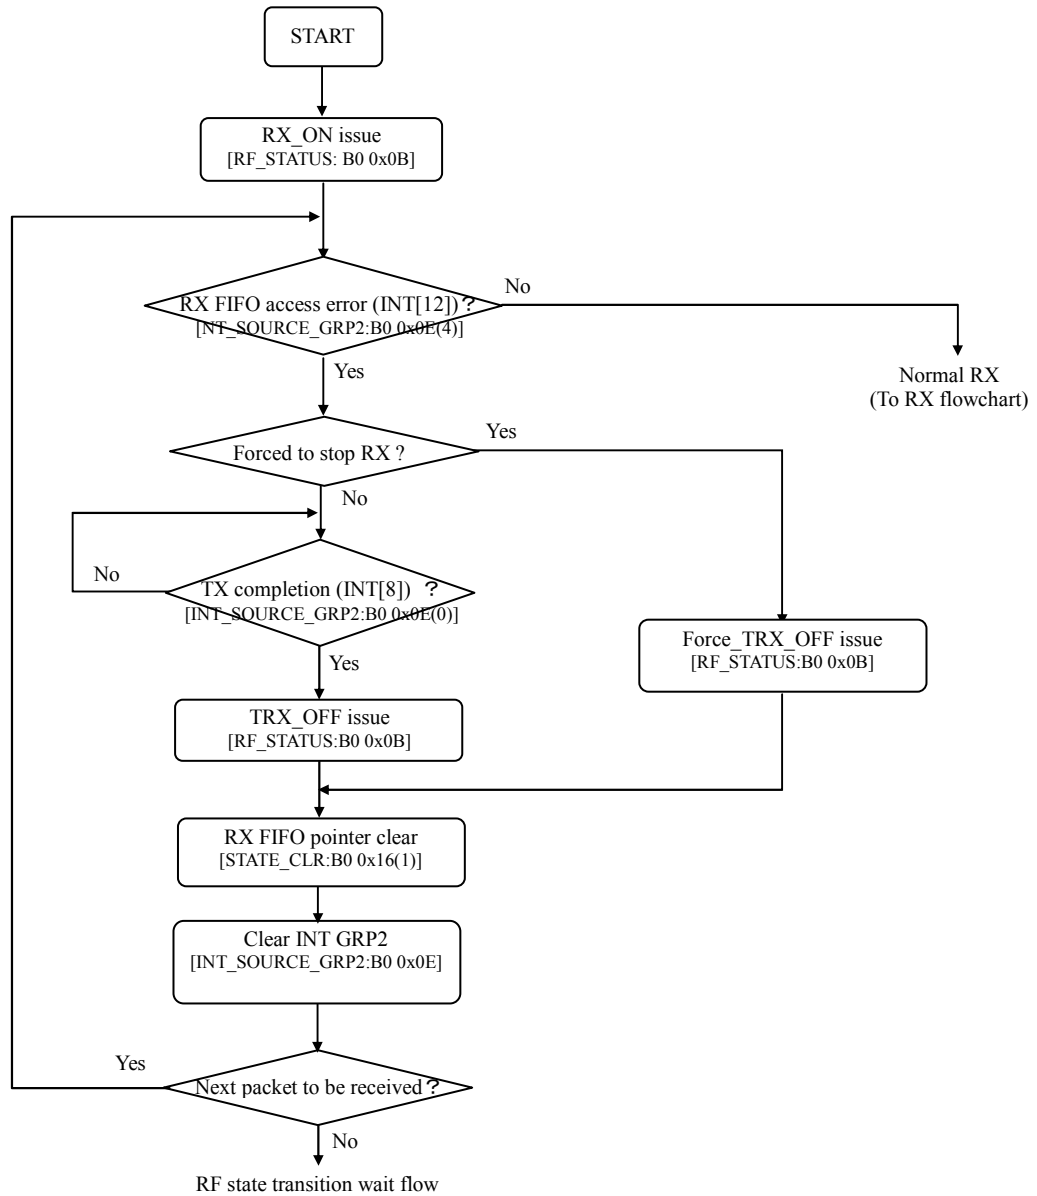 START
RX_ON issue
[RF_STATUS: B0 0x0B]
RX FIFO access error (INT[12])？
[NT_SOURCE_GRP2:B0 0x0E(4)]
No
Normal RX
(To RX flowchart)
Yes
Forced to stop RX？
Yes
No
No
TX completion (INT[8]) ？
[INT_SOURCE_GRP2:B0 0x0E(0)]
Force_TRX_OFF issue
[RF_STATUS:B0 0x0B]
Yes
TRX_OFF issue
[RF_STATUS:B0 0x0B]
RX FIFO pointer clear
[STATE_CLR:B0 0x16(1)]
Clear INT GRP2
[INT_SOURCE_GRP2:B0 0x0E]
Yes
Next packet to be received？
No
RF state transition wait flow